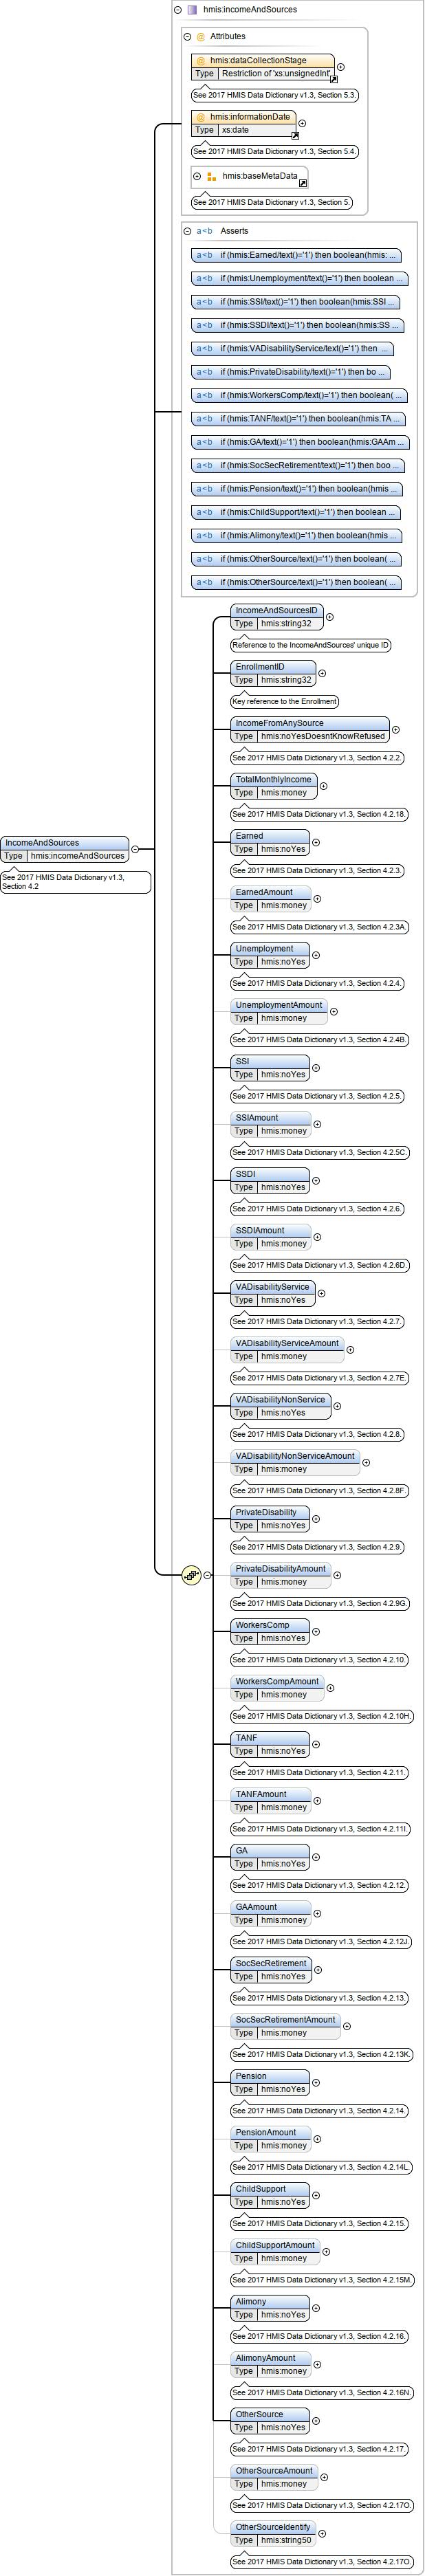 hmis:incomeAndSources
Attributes
hmis:dataCollectionStage
Type Restriction of 'xs:unsignedInt'
See 2017 HMIS Data Dictionary v1.3, Section 5.3.
hmis:informationDate
Type xs:date
See 2017 HMIS Data Dictionary v1.3, Section 5.4.
hmis:baseMetaData
See 2017 HMIS Data Dictionary v1.3, Section 5.
a<b Asserts
a<b if (hmis:Earned/text()='1') then boolean(hmis: ...
a<b if (hmis:Unemployment/text()='1') then boolean ...
a<b if (hmis:SSI/text()='1') then boolean(hmis:SSI ...
a<b if (hmis:SSDI/text()='1') then boolean(hmis:SS ...
a<b if (hmis:VADisabilityService/text()='1') then ...
a<b if (hmis:PrivateDisability/text()='1') then bo ...
a<b if (hmis:WorkersComp/text()='1') then boolean( ...
a<b if (hmis:TANF/text()='1') then boolean(hmis:TA ...
a<b if (hmis:GA/text()='1') then boolean(hmis:GAAm ...
a<b if (hmis:SocSecRetirement/text()='1') then boo ...
a<b if (hmis:Pension/text()='1') then boolean(hmis ...
a<b if (hmis:ChildSupport/text()='1') then boolean ...
a<b if (hmis:Alimony/text()='1') then boolean(hmis ...
a<b if (hmis:OtherSource/text()='1') then boolean( ...
a<b if (hmis:OtherSource/text()='1') then boolean( ...
IncomeAndSources
Type hmis:incomeAndSources
See 2017 HMIS Data Dictionary v1.3,
Section 4.2
IncomeAndSourcesID
Type hmis:string32
Reference to the IncomeAndSources' unique ID
EnrollmentID
Type hmis:string32
Key reference to the Enrollment
IncomeFromAnySource
Type hmis:noYesDoesntKnowRefused
See 2017 HMIS Data Dictionary v1.3, Section 4.2.2.
TotalMonthlyIncome
Type hmis:money
See 2017 HMIS Data Dictionary v1.3, Section 4.2.18.
Earned
Type hmis:noYes
See 2017 HMIS Data Dictionary v1.3, Section 4.2.3.
EarnedAmount
Type hmis:money
See 2017 HMIS Data Dictionary v1.3, Section 4.2.3A.
Unemployment
Type hmis:noYes
See 2017 HMIS Data Dictionary v1.3, Section 4.2.4.
UnemploymentAmount
Type hmis:money
See 2017 HMIS Data Dictionary v1.3, Section 4.2.4B.
SSI
Type hmis:noYes
See 2017 HMIS Data Dictionary v1.3, Section 4.2.5.
SSIAmount
Type hmis:money
See 2017 HMIS Data Dictionary v1.3, Section 4.2.5C.
SSDI
Type hmis:noYes
See 2017 HMIS Data Dictionary v1.3, Section 4.2.6.
SSDIAmount
Type hmis:money
See 2017 HMIS Data Dictionary v1.3, Section 4.2.6D.
VADisabilityService
Type hmis:noYes
See 2017 HMIS Data Dictionary v1.3, Section 4.2.7.
VADisabilityServiceAmount
Type hmis:money
See 2017 HMIS Data Dictionary v1.3, Section 4.2.7E.
VADisabilityNonService
Type hmis:noYes
See 2017 HMIS Data Dictionary v1.3, Section 4.2.8.
VADisabilityNonServiceAmount
Type hmis:money
See 2017 HMIS Data Dictionary v1.3, Section 4.2.8F.
PrivateDisability
Type hmis:noYes
See 2017 HMIS Data Dictionary v1.3, Section 4.2.9.
PrivateDisabilityAmount
Type hmis:money
See 2017 HMIS Data Dictionary v1.3, Section 4.2.9G.
WorkersComp
Type hmis:noYes
See 2017 HMIS Data Dictionary v1.3, Section 4.2.10.
WorkersCompAmount
Type hmis:money
See 2017 HMIS Data Dictionary v1.3, Section 4.2.10H.
TANF
Type hmis:noYes
See 2017 HMIS Data Dictionary v1.3, Section 4.2.11.
TANFAmount
Type hmis:money
See 2017 HMIS Data Dictionary v1.3, Section 4.2.11I.
GA
Type hmis:noYes
See 2017 HMIS Data Dictionary v1.3, Section 4.2.12.
GAAmount
Type hmis:money
See 2017 HMIS Data Dictionary v1.3, Section 4.2.12J.
SocSecRetirement
Type hmis:noYes
See 2017 HMIS Data Dictionary v1.3, Section 4.2.13.
SocSecRetirementAmount
Type hmis:money
See 2017 HMIS Data Dictionary v1.3, Section 4.2.13K.
Pension
Type hmis:noYes
See 2017 HMIS Data Dictionary v1.3, Section 4.2.14.
PensionAmount
Type hmis:money
See 2017 HMIS Data Dictionary v1.3, Section 4.2.14L.
ChildSupport
Type hmis:noYes
See 2017 HMIS Data Dictionary v1.3, Section 4.2.15.
ChildSupportAmount
Type hmis:money
See 2017 HMIS Data Dictionary v1.3, Section 4.2.15M.
Alimony
Type hmis:noYes
See 2017 HMIS Data Dictionary v1.3, Section 4.2.16.
AlimonyAmount
Type hmis:money
See 2017 HMIS Data Dictionary v1.3, Section 4.2.16N.
OtherSource
Type hmis:noYes
See 2017 HMIS Data Dictionary v1.3, Section 4.2.17.
OtherSourceAmount
Type hmis:money
See 2017 HMIS Data Dictionary v1.3, Section 4.2.17O.
OtherSourceIdentify
Type hmis:string50
See 2017 HMIS Data Dictionary v1.3, Section 4.2.17O.